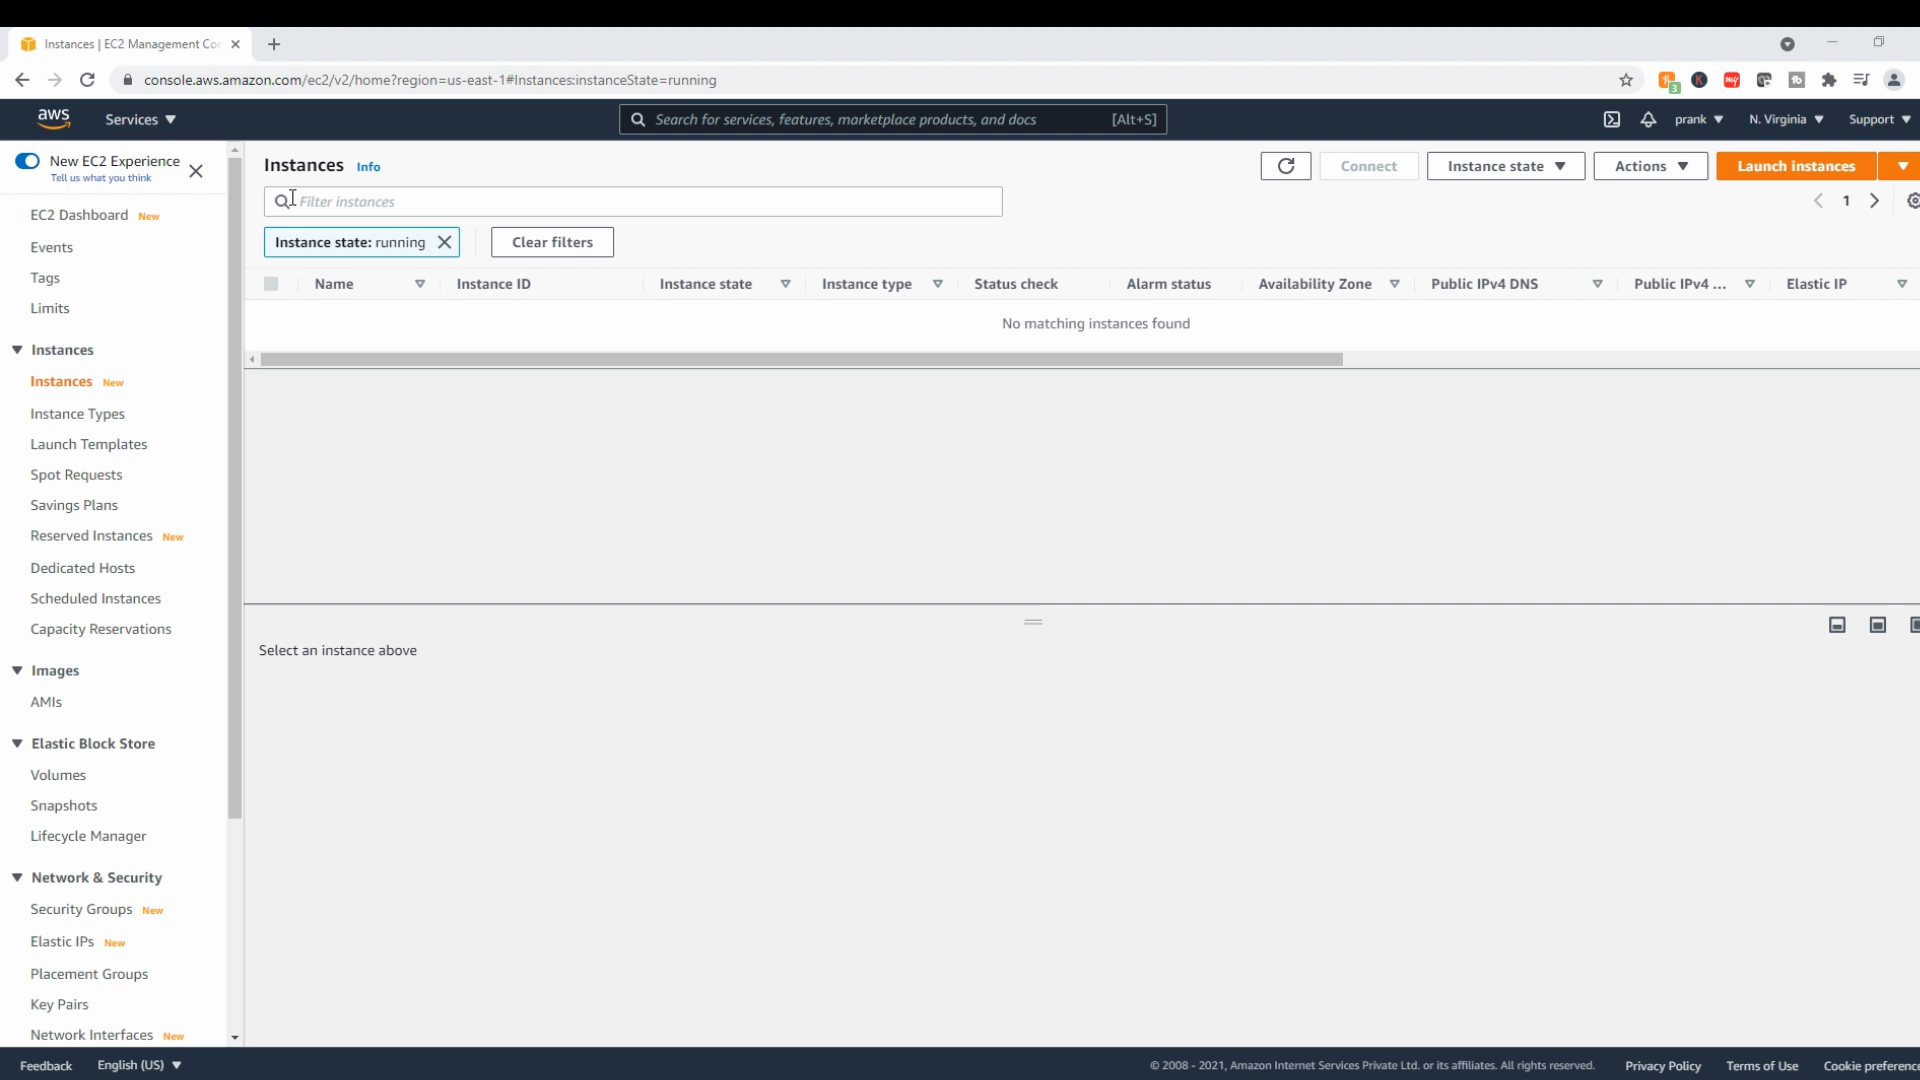 Instances | EC2 Management Co
console.aws.amazon.com/ec2/v2/home?region=us-east-1#Instances:instanceState=running
3
aws
Services
Search for services, features, marketplace products, and docs [Alt+S]
prank
N. Virginia
Support
New EC2 Experience
Tell us what you think
EC2 Dashboard New
Events
Tags
Limits
Instances
Instances New
Instance Types
Launch Templates
Spot Requests
Savings Plans
Reserved Instances New
Dedicated Hosts
Scheduled Instances
Capacity Reservations
Images
AMIs
Elastic Block Store
Volumes
Snapshots
Lifecycle Manager
Network & Security
Security Groups New
Elastic IPs New
Placement Groups
Key Pairs
Network Interfaces New
Instances Info
Connect
Instance state
Actions
Launch instances
Filter instances
1
Instance state: running
Clear filters
Name Instance ID Instance state Instance type Status check Alarm status Availability Zone Public IPv4 DNS Public IPv4 ... Elastic IP
No matching instances found
Select an instance above
Feedback
English (US)
© 2008 - 2021, Amazon Internet Services Private Ltd. or its affiliates. All rights reserved.
Privacy Policy
Terms of Use
Cookie preference